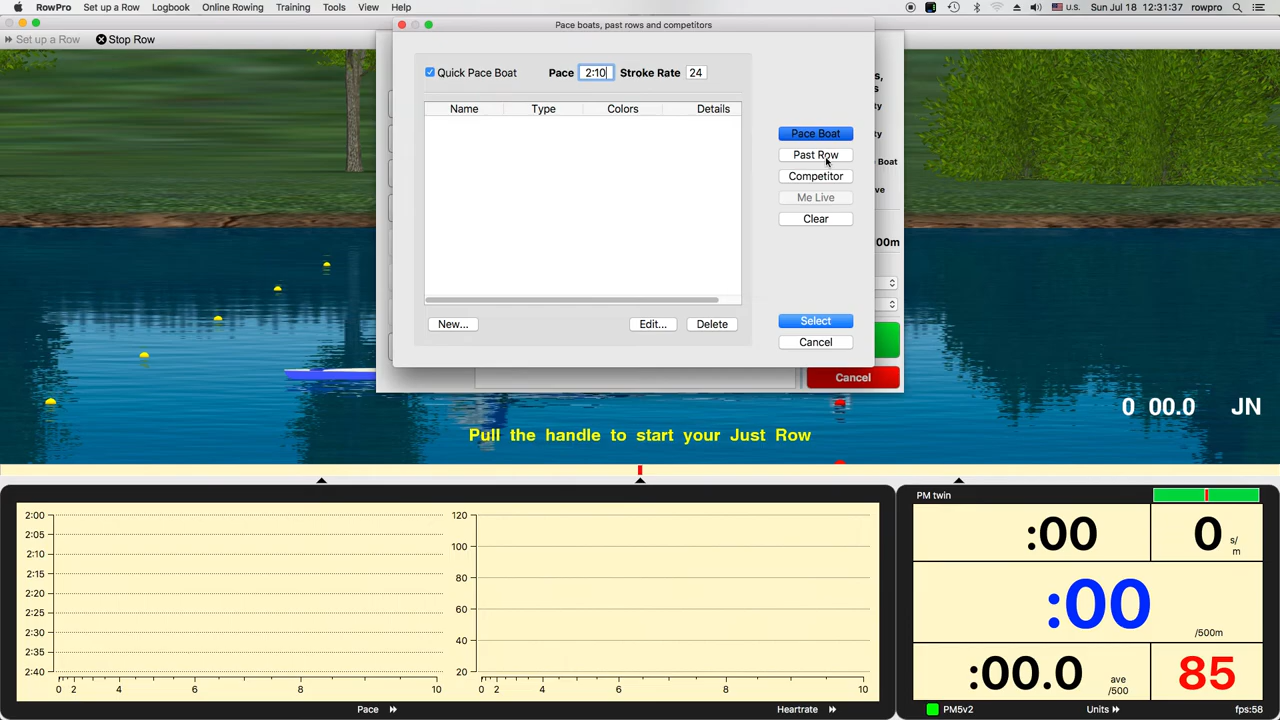 RowPro Set up a Row Logbook Online Rowing Training Tools View Help U.S. Sun Jul 18 12:31:37 rowpro
Set up a Row Stop Row
Pace boats, past rows and competitors
Quick Pace Boat Pace 2:10 Stroke Rate 24
Name Type Colors Details
Pace Boat
Past Row
Competitor
Me Live
Clear
New... Edit... Delete
Select
Cancel
s,
s
ty
ty
e Boat
ve
00m
Cancel
0 00.0 JN
Pull the handle to start your Just Row
2:00
2:05
2:10
2:15
2:20
2:25
2:30
2:35
2:40
0 2 4 6 8 10
Pace
120
100
80
60
40
20
0 2 4 6 8 10
Heartrate
PM twin
:00 0 s/m
:00 /500m
:00.0 ave /500 85
PM5v2 Units fps:58